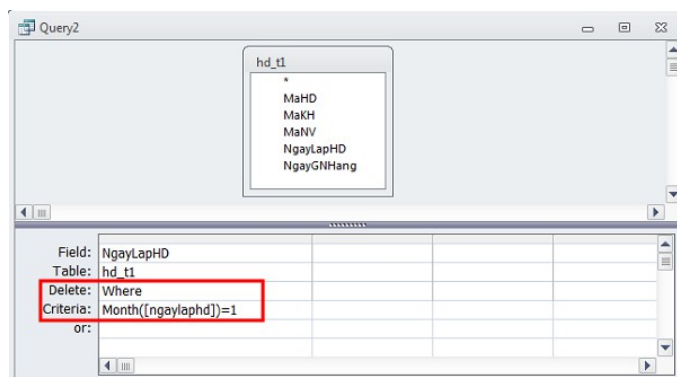 Query2
hd_t1
*
MaHD
MaKH
MaNV
NgayLapHD
NgayGNHang
Field: NgayLapHD
Table: hd_t1
Delete: Where
Criteria: Month([ngaylaphd])=1
or: